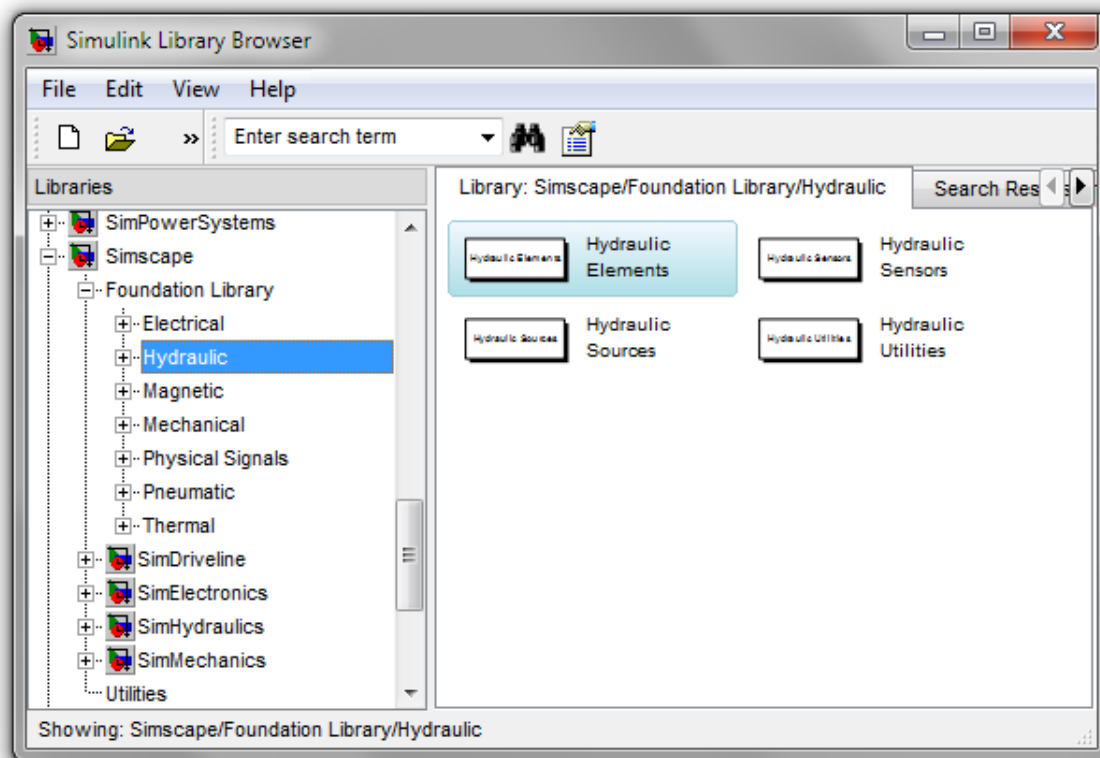 Simulink Library Browser
File Edit View Help
» Enter search term
Libraries
SimPowerSystems
Simscape
Foundation Library
Electrical
Hydraulic
Magnetic
Mechanical
Physical Signals
Pneumatic
Thermal
SimDriveline
SimElectronics
SimHydraulics
SimMechanics
Utilities
Library: Simscape/Foundation Library/Hydraulic
Search Res
Hydraulic Elements
Hydraulic
Elements
Hydraulic Sensors
Hydraulic
Sensors
Hydraulic Sources
Hydraulic
Sources
Hydraulic Utilities
Hydraulic
Utilities
Showing: Simscape/Foundation Library/Hydraulic